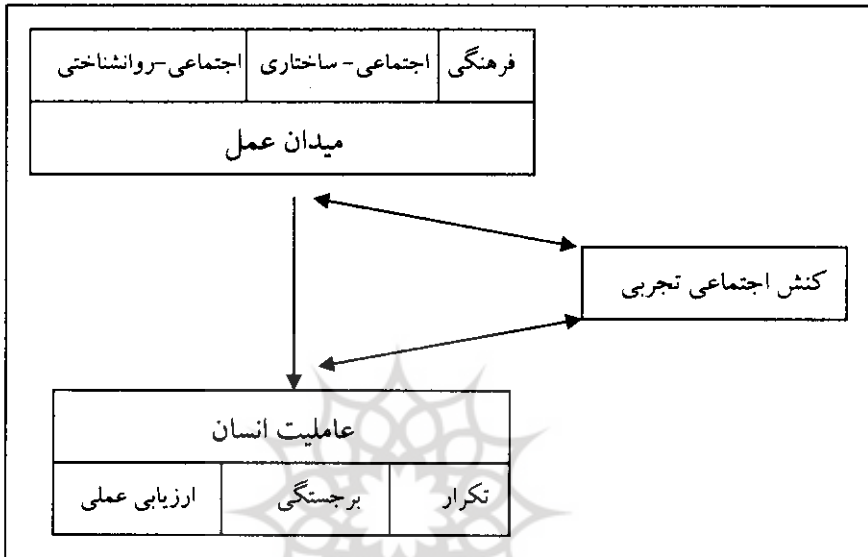 فرهنگی اجتماعی- ساختاری اجتماعی-روانشناختی
میدان عمل
کنش اجتماعی تجربی
عاملیت انسان
تکرار برجستگی ارزیابی عملی